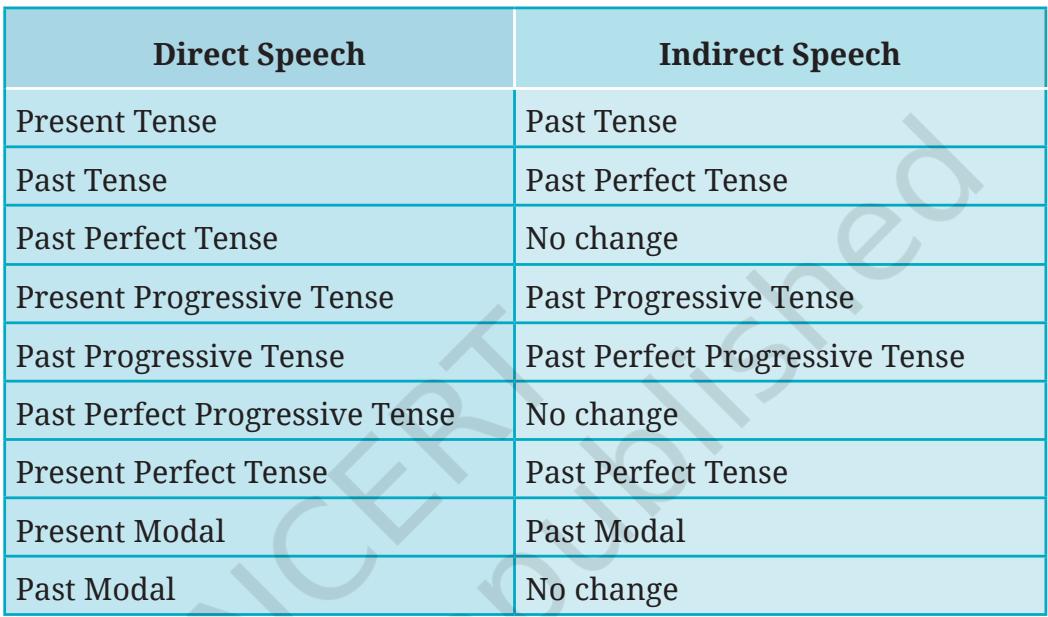 Direct Speech Indirect Speech
Present Tense Past Tense
Past Tense Past Perfect Tense
Past Perfect Tense No change
Present Progressive Tense Past Progressive Tense
Past Progressive Tense Past Perfect Progressive Tense
Past Perfect Progressive Tense No change
Present Perfect Tense Past Perfect Tense
Present Modal Past Modal
Past Modal No change
NCERT
published